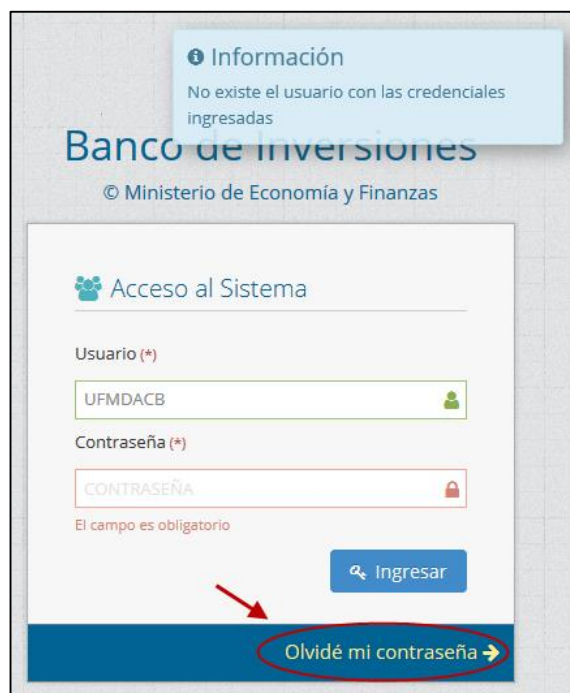 Información
No existe el usuario con las credenciales
ingresadas
Banco de Inversiones
© Ministerio de Economía y Finanzas
Acceso al Sistema
Usuario (*)
UFMDACB
Contraseña (*)
CONTRASEÑA
El campo es obligatorio
Ingresar
Olvidé mi contraseña